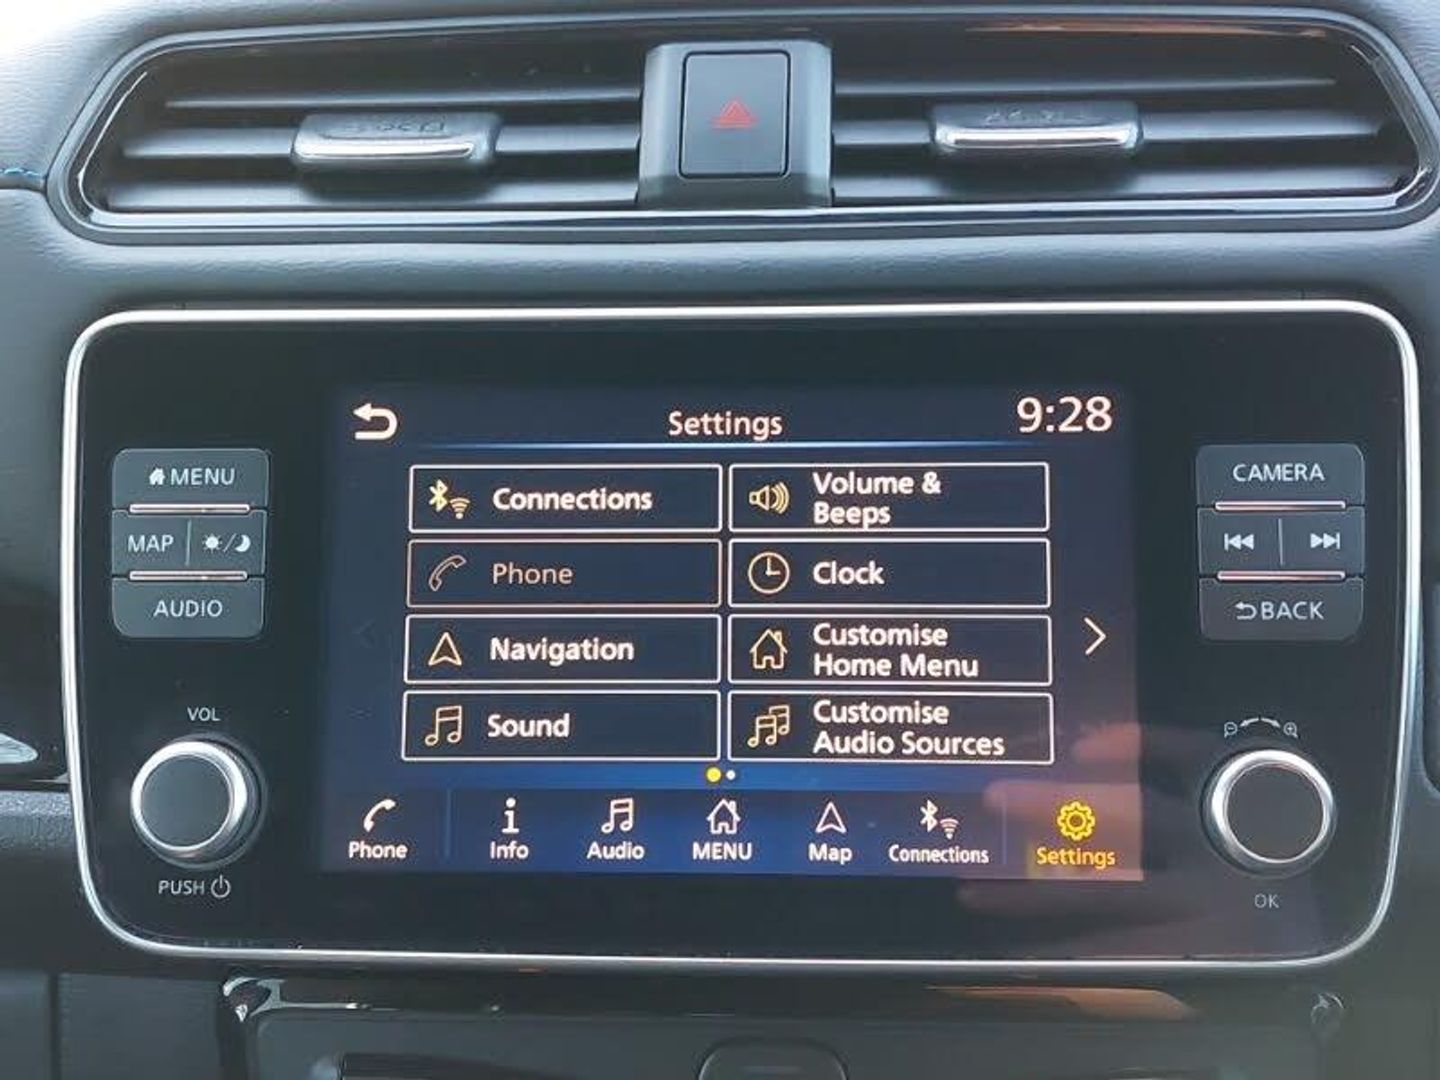 Settings
9:28
MENU
MAP
AUDIO
VOL
PUSH
Connections
Volume &
Beeps
Phone
Clock
Navigation
Customise
Home Menu
Sound
Customise
Audio Sources
Phone
Info
Audio
MENU
Map
Connections
Settings
CAMERA
BACK
OK